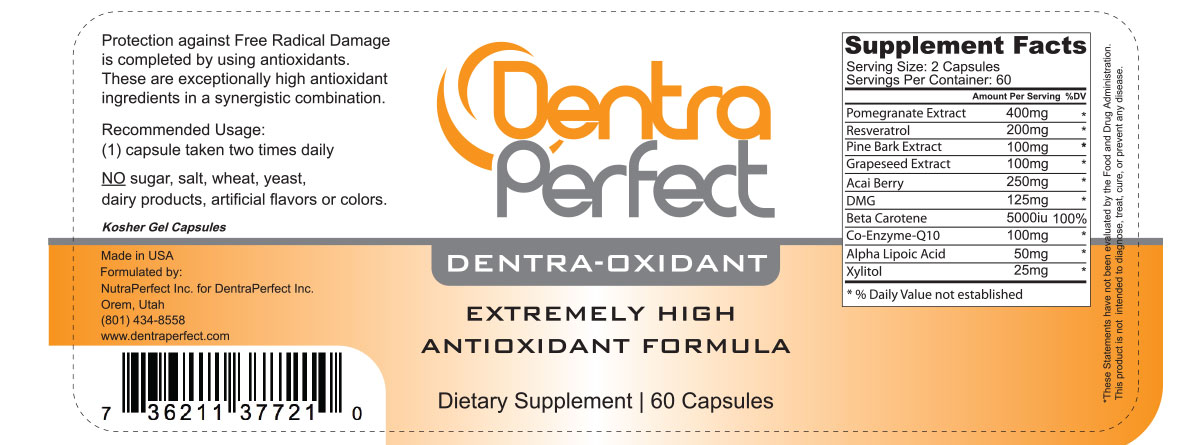 Protection against Free Radical Damage
is completed by using antioxidants.
These are exceptionally high antioxidant
ingredients in a synergistic combination.
Recommended Usage:
(1) capsule taken two times daily
NO sugar, salt, wheat, yeast,
dairy products, artificial flavors or colors.
Kosher Gel Capsules
Made in USA
Formulated by:
NutraPerfect Inc. for DentraPerfect Inc.
Orem, Utah
(801) 434-8558
www.dentraperfect.com
7 36211 37721 0
Dentra
Perfect
DENTRA-OXIDANT
EXTREMELY HIGH
ANTIOXIDANT FORMULA
Dietary Supplement | 60 Capsules
Supplement Facts
Serving Size: 2 Capsules
Servings Per Container: 60
Amount Per Serving %DV
Pomegranate Extract 400mg *
Resveratrol 200mg *
Pine Bark Extract 100mg *
Grapeseed Extract 100mg *
Acai Berry 250mg *
DMG 125mg *
Beta Carotene 5000iu 100%
Co-Enzyme-Q10 100mg *
Alpha Lipoic Acid 50mg *
Xylitol 25mg *
* % Daily Value not established
*These Statements have not been evaluated by the Food and Drug Administration.
This product is not intended to diagnose, treat, cure, or prevent any disease.